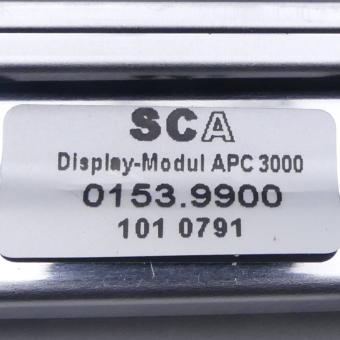 SCA
Display-Modul APC 3000
0153.9900
101 0791